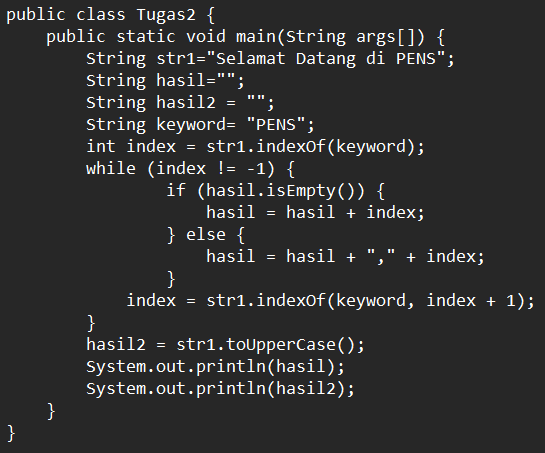 public class Tugas2 {
    public static void main(String args[]) {
        String str1="Selamat Datang di PENS";
        String hasil="";
        String hasil2 = "";
        String keyword= "PENS";
        int index = str1.indexOf(keyword);
        while (index != -1) {
                if (hasil.isEmpty()) {
                    hasil = hasil + index;
                } else {
                    hasil = hasil + "," + index;
                }
            index = str1.indexOf(keyword, index + 1);
        }
        hasil2 = str1.toUpperCase();
        System.out.println(hasil);
        System.out.println(hasil2);
    }
}